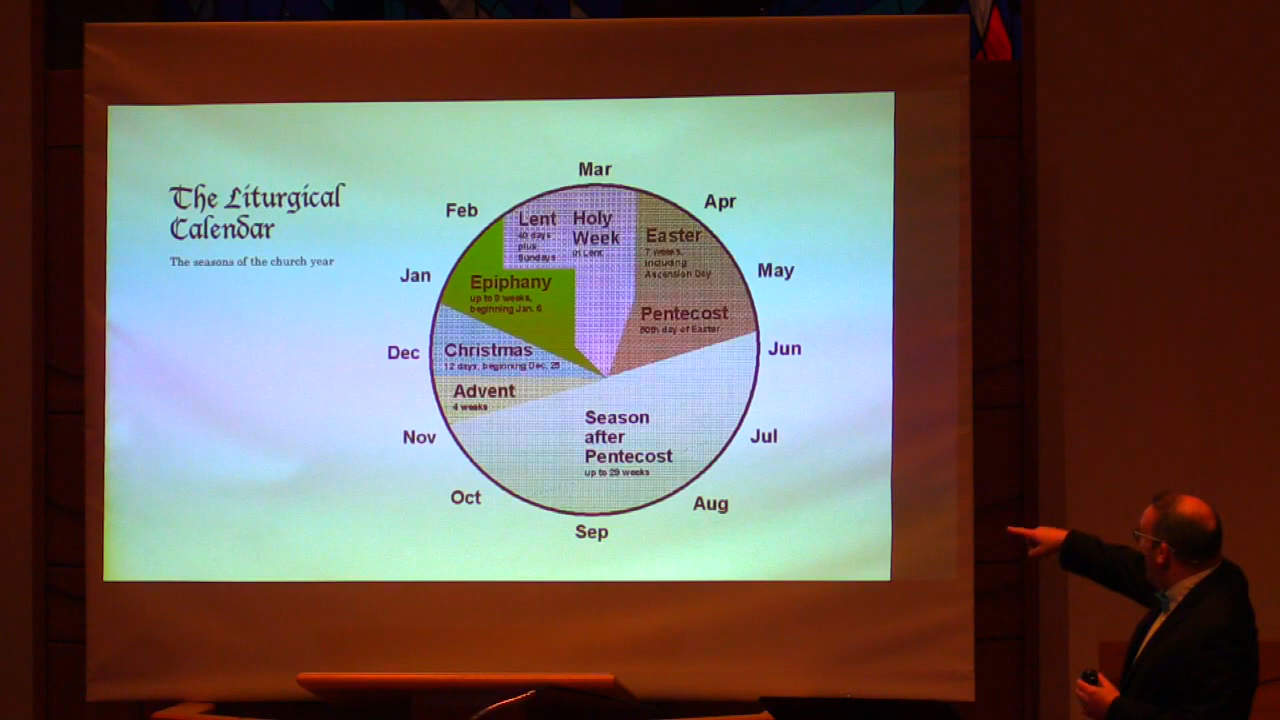 The Liturgical
Calendar
The seasons of the church year
Mar
Apr
May
Jun
Jul
Aug
Sep
Oct
Nov
Dec
Jan
Feb
Lent
40 days
plus
Sundays
Holy
Week
in Lent
Easter
7 weeks,
including
Ascension Day
Pentecost
50th day of Easter
Season
after
Pentecost
up to 29 weeks
Advent
4 weeks
Christmas
12 days, beginning Dec. 25
Epiphany
up to 9 weeks,
beginning Jan. 6